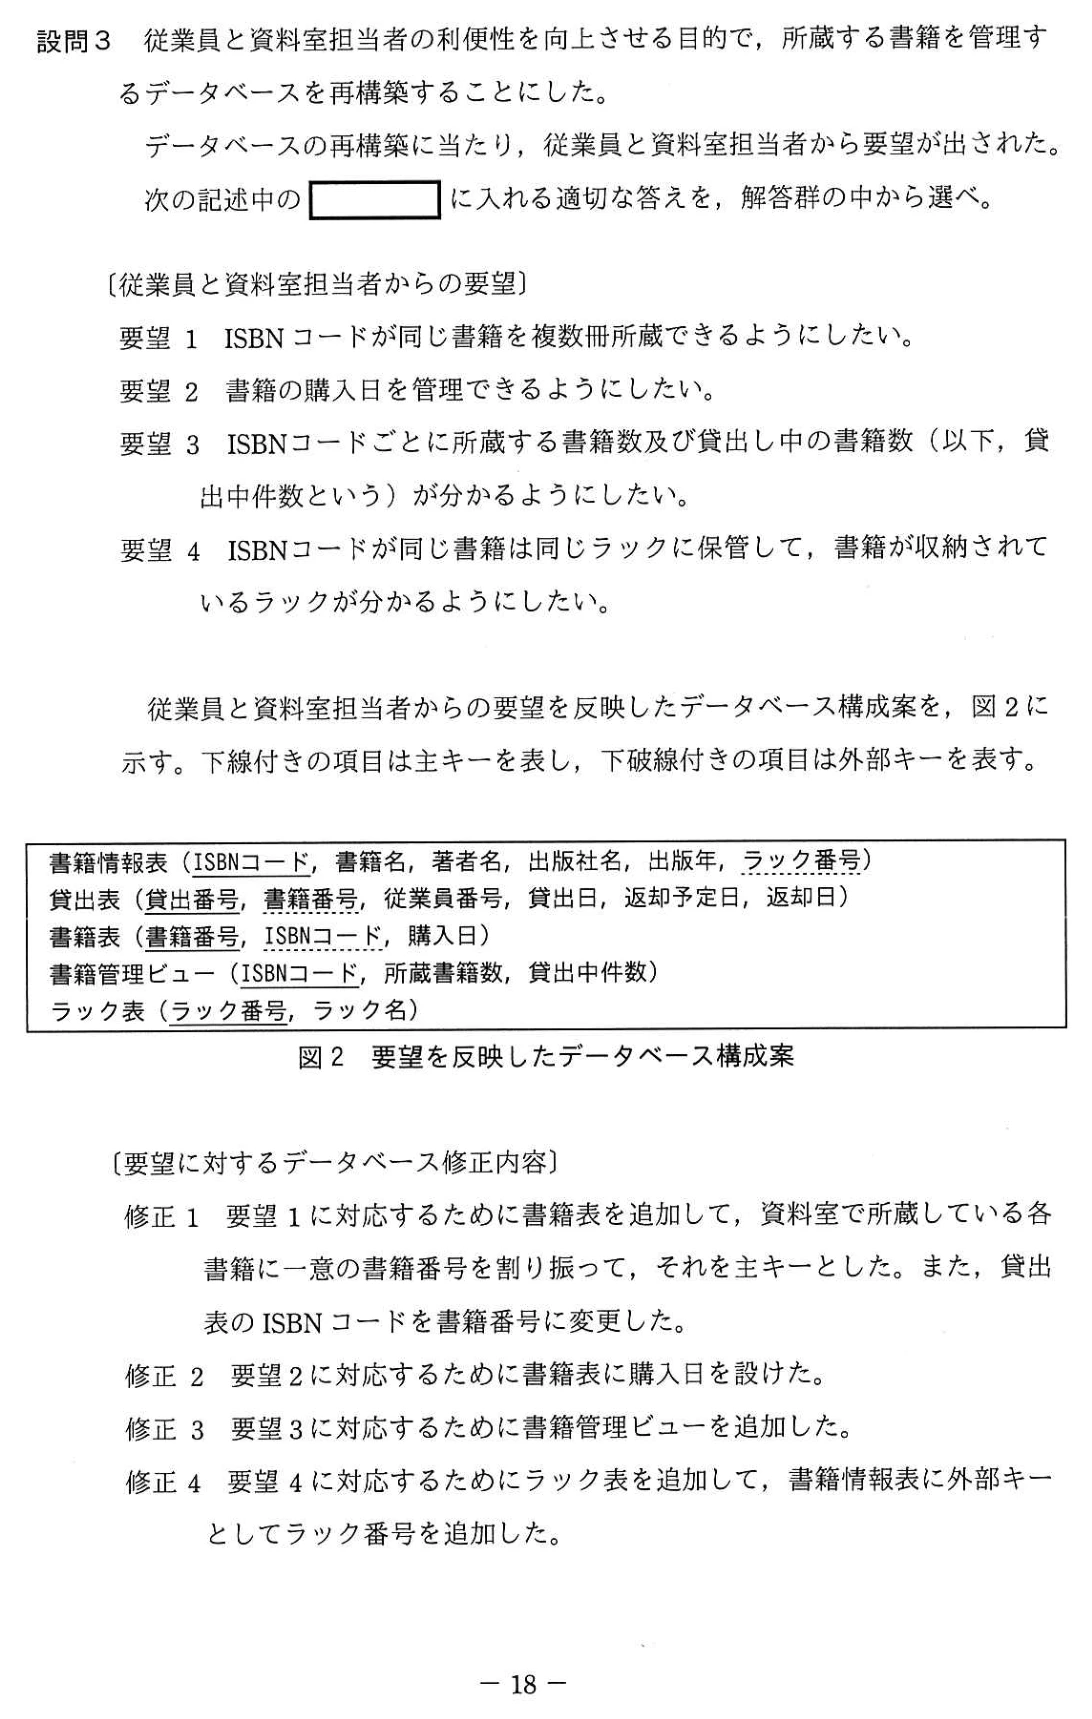 設問3 従業員と資料室担当者の利便性を向上させる目的で，所蔵する書籍を管理す
るデータベースを再構築することにした。
データベースの再構築に当たり，従業員と資料室担当者から要望が出された。
次の記述中の に入れる適切な答えを，解答群の中から選べ。
〔従業員と資料室担当者からの要望〕
要望 1 ISBN コードが同じ書籍を複数冊所蔵できるようにしたい。
要望 2 書籍の購入日を管理できるようにしたい。
要望 3 ISBNコードごとに所蔵する書籍数及び貸出し中の書籍数（以下，貸
出中件数という）が分かるようにしたい。
要望 4 ISBNコードが同じ書籍は同じラックに保管して，書籍が収納されて
いるラックが分かるようにしたい。
従業員と資料室担当者からの要望を反映したデータベース構成案を，図2に
示す。下線付きの項目は主キーを表し，下破線付きの項目は外部キーを表す。
書籍情報表（ISBNコード，書籍名，著者名，出版社名，出版年，ラック番号）
貸出表（貸出番号，書籍番号，従業員番号，貸出日，返却予定日，返却日）
書籍表（書籍番号，ISBNコード，購入日）
書籍管理ビュー（ISBNコード，所蔵書籍数，貸出中件数）
ラック表（ラック番号，ラック名）
図2 要望を反映したデータベース構成案
〔要望に対するデータベース修正内容〕
修正 1 要望 1 に対応するために書籍表を追加して，資料室で所蔵している各
書籍に一意の書籍番号を割り振って，それを主キーとした。また，貸出
表の ISBN コードを書籍番号に変更した。
修正 2 要望2に対応するために書籍表に購入日を設けた。
修正 3 要望3に対応するために書籍管理ビューを追加した。
修正 4 要望 4 に対応するためにラック表を追加して，書籍情報表に外部キー
としてラック番号を追加した。
－ 18 －